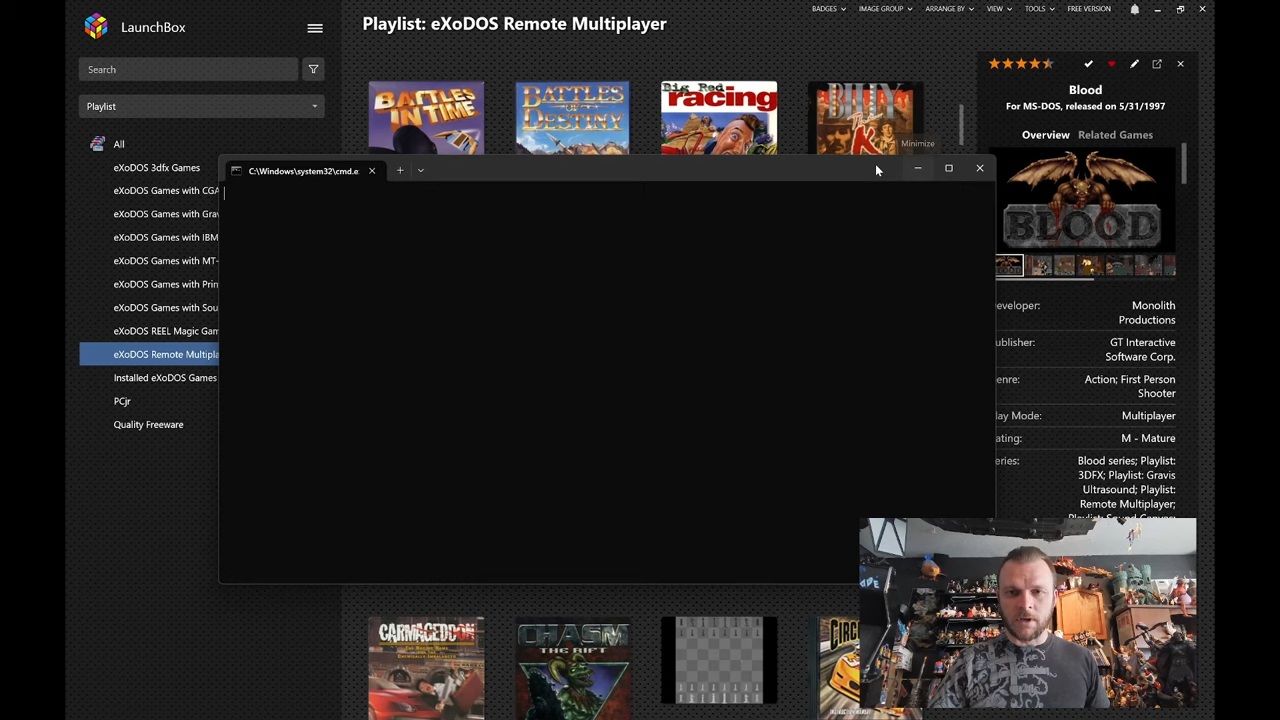 LaunchBox
Playlist: eXoDOS Remote Multiplayer
BADGES
IMAGE GROUP
ARRANGE BY
VIEW
TOOLS
FREE VERSION
Search
Playlist
All
eXoDOS 3dfx Games
eXoDOS Games with CGA
eXoDOS Games with Grav
eXoDOS Games with IBM
eXoDOS Games with MT-
eXoDOS Games with Prin
eXoDOS Games with Sou
eXoDOS REEL Magic Gam
eXoDOS Remote Multipla
Installed eXoDOS Games
PCjr
Quality Freeware
BATTLES
IN TIME
BATTLES
OF
DESTINY
Big Red
racing
BILLY
THE
K
Minimize
C:\Windows\system32\cmd.e
Blood
For MS-DOS, released on 5/31/1997
Overview
Related Games
BLOOD
eveloper:
Monolith
Productions
ublisher:
GT Interactive
Software Corp.
enre:
Action; First Person
Shooter
lay Mode:
Multiplayer
ating:
M - Mature
eries:
Blood series; Playlist:
3DFX; Playlist: Gravis
Ultrasound; Playlist:
Remote Multiplayer;
CARMAGEDDON
CHASM
THE RIFT